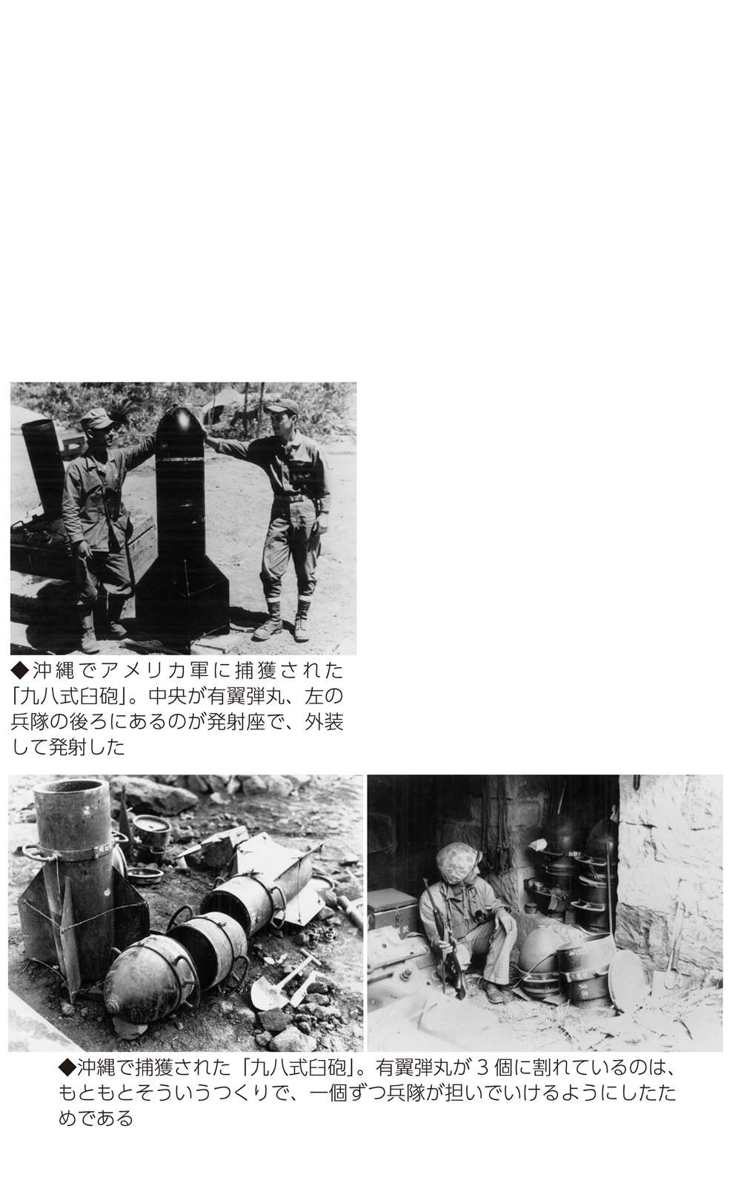 ◆沖縄でアメリカ軍に捕獲された
「九八式臼砲」。中央が有翼弾丸、左の
兵隊の後ろにあるのが発射座で、外装
して発射した
◆沖縄で捕獲された「九八式臼砲」。有翼弾丸が3個に割れているのは、
もともとそういうつくりで、一個ずつ兵隊が担いでいけるようにしたた
めである